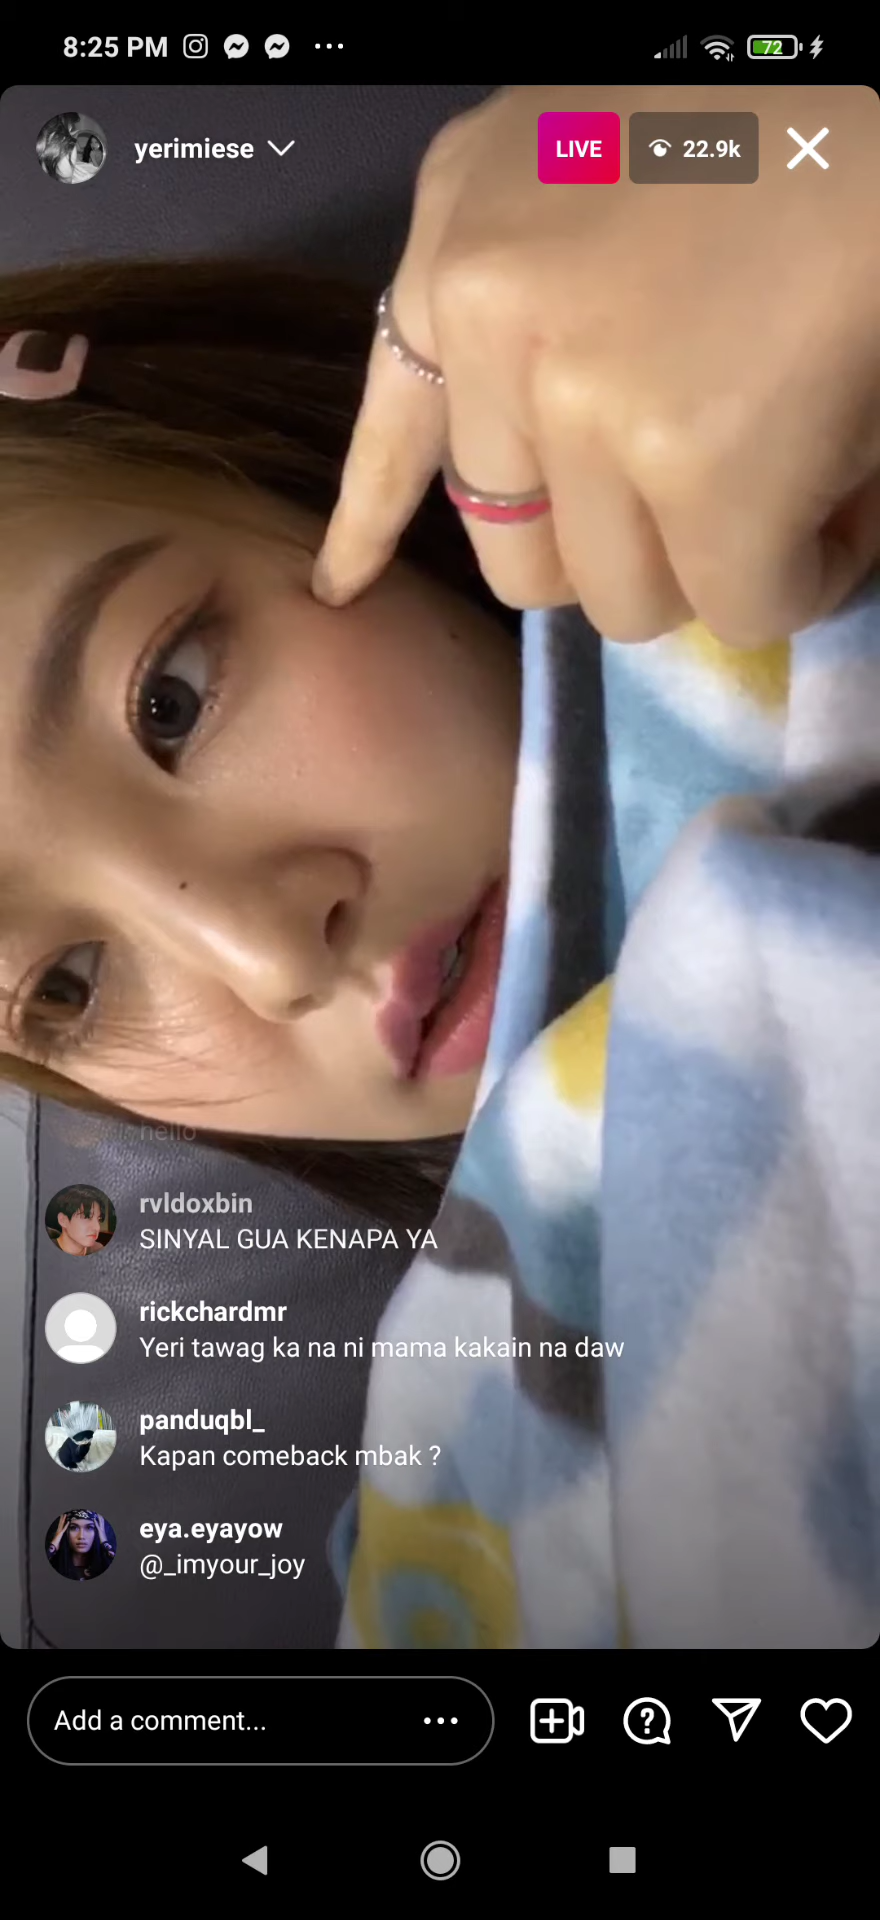 8:25 PM
72
yerimiese
LIVE
22.9k
hello
rvldoxbin
SINYAL GUA KENAPA YA
rickchardmr
Yeri tawag ka na ni mama kakain na daw
panduqbl_
Kapan comeback mbak ?
eya.eyayow
@_imyour_joy
Add a comment...